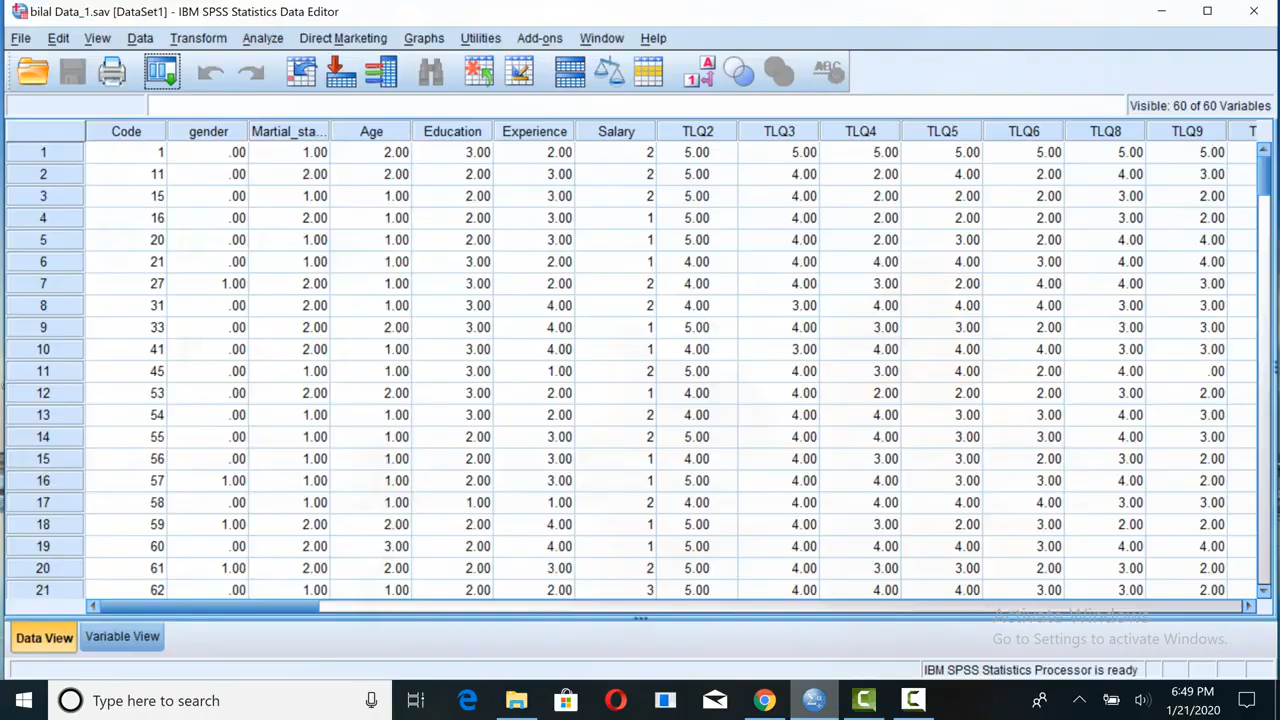 bilal Data_1.sav [DataSet1] - IBM SPSS Statistics Data Editor
File Edit View Data Transform Analyze Direct Marketing Graphs Utilities Add-ons Window Help
Visible: 60 of 60 Variables
Code gender Martial_sta... Age Education Experience Salary TLQ2 TLQ3 TLQ4 TLQ5 TLQ6 TLQ8 TLQ9 T
1 1 .00 1.00 2.00 3.00 2.00 2 5.00 5.00 5.00 5.00 5.00 5.00 5.00
2 11 .00 2.00 2.00 2.00 3.00 2 5.00 4.00 2.00 4.00 2.00 4.00 3.00
3 15 .00 1.00 1.00 2.00 3.00 2 5.00 4.00 2.00 2.00 2.00 3.00 2.00
4 16 .00 2.00 1.00 2.00 3.00 1 5.00 4.00 2.00 2.00 2.00 3.00 2.00
5 20 .00 1.00 1.00 2.00 3.00 1 5.00 4.00 2.00 3.00 2.00 4.00 4.00
6 21 .00 1.00 1.00 3.00 2.00 1 4.00 4.00 4.00 4.00 3.00 4.00 4.00
7 27 1.00 2.00 1.00 3.00 2.00 2 4.00 4.00 3.00 2.00 4.00 4.00 3.00
8 31 .00 2.00 1.00 3.00 4.00 2 4.00 3.00 4.00 4.00 4.00 4.00 3.00
9 33 .00 2.00 2.00 3.00 4.00 1 5.00 4.00 3.00 3.00 2.00 3.00 3.00
10 41 .00 2.00 1.00 3.00 4.00 1 4.00 3.00 4.00 4.00 4.00 3.00 3.00
11 45 .00 1.00 1.00 3.00 1.00 2 5.00 4.00 3.00 4.00 2.00 4.00 .00
12 53 .00 2.00 2.00 3.00 2.00 1 4.00 4.00 2.00 2.00 2.00 3.00 3.00
13 54 .00 1.00 1.00 2.00 3.00 2 4.00 4.00 4.00 3.00 3.00 4.00 3.00
14 55 .00 1.00 1.00 2.00 3.00 2 5.00 4.00 4.00 3.00 3.00 3.00 2.00
15 56 .00 1.00 1.00 2.00 3.00 1 4.00 4.00 3.00 3.00 2.00 3.00 2.00
16 57 1.00 1.00 1.00 2.00 3.00 1 5.00 4.00 4.00 3.00 3.00 4.00 2.00
17 58 .00 1.00 1.00 1.00 1.00 2 4.00 4.00 4.00 4.00 4.00 3.00 3.00
18 59 1.00 2.00 2.00 2.00 4.00 1 5.00 4.00 3.00 2.00 3.00 2.00 3.00
19 60 .00 2.00 3.00 2.00 4.00 1 5.00 4.00 4.00 4.00 3.00 4.00 4.00
20 61 1.00 2.00 2.00 2.00 3.00 2 5.00 4.00 3.00 4.00 3.00 2.00 3.00
21 62 .00 1.00 1.00 2.00 2.00 3 5.00 4.00 4.00 4.00 3.00 3.00 2.00
Activate Windows
Go to Settings to activate Windows.
Data View Variable View
IBM SPSS Statistics Processor is ready
Type here to search
6:49 PM
1/21/2020